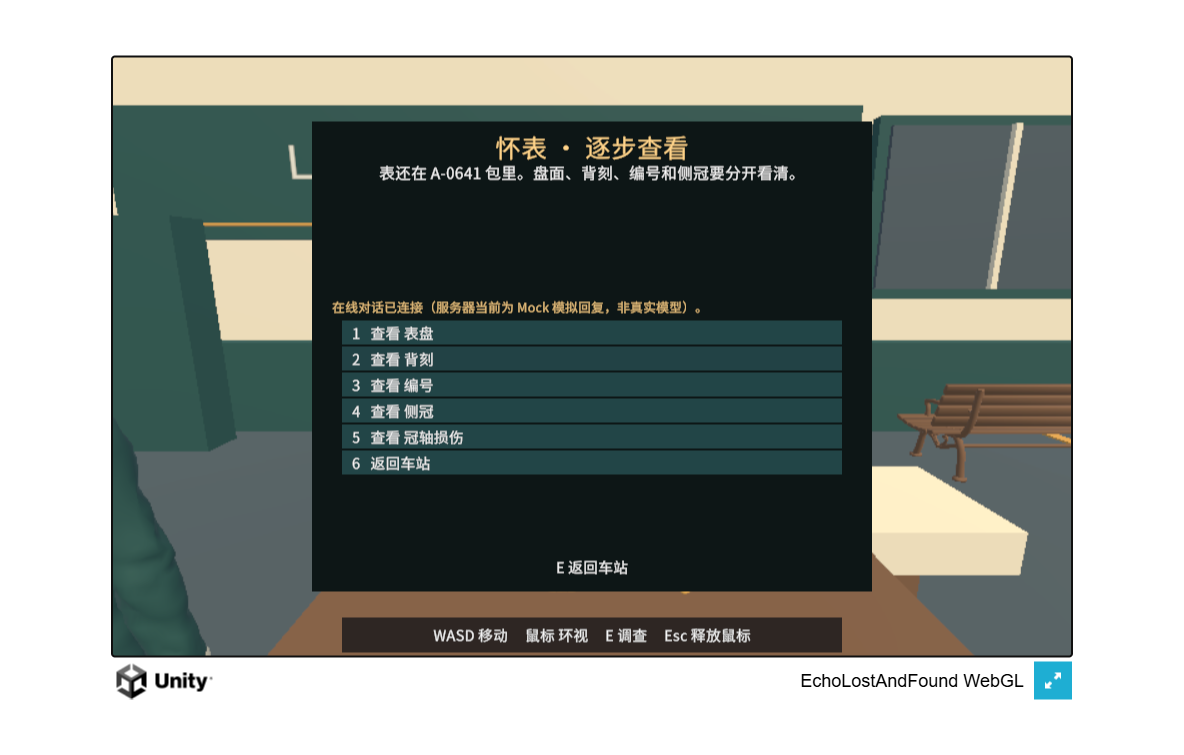 怀表 · 逐步查看
表还在 A-0641 包里。盘面、背刻、编号和侧冠要分开看清。
在线对话已连接（服务器当前为 Mock 模拟回复，非真实模型）。
1 查看 表盘
2 查看 背刻
3 查看 编号
4 查看 侧冠
5 查看 冠轴损伤
6 返回车站
E 返回车站
WASD 移动 鼠标 环视 E 调查 Esc 释放鼠标
Unity
EchoLostAndFound WebGL